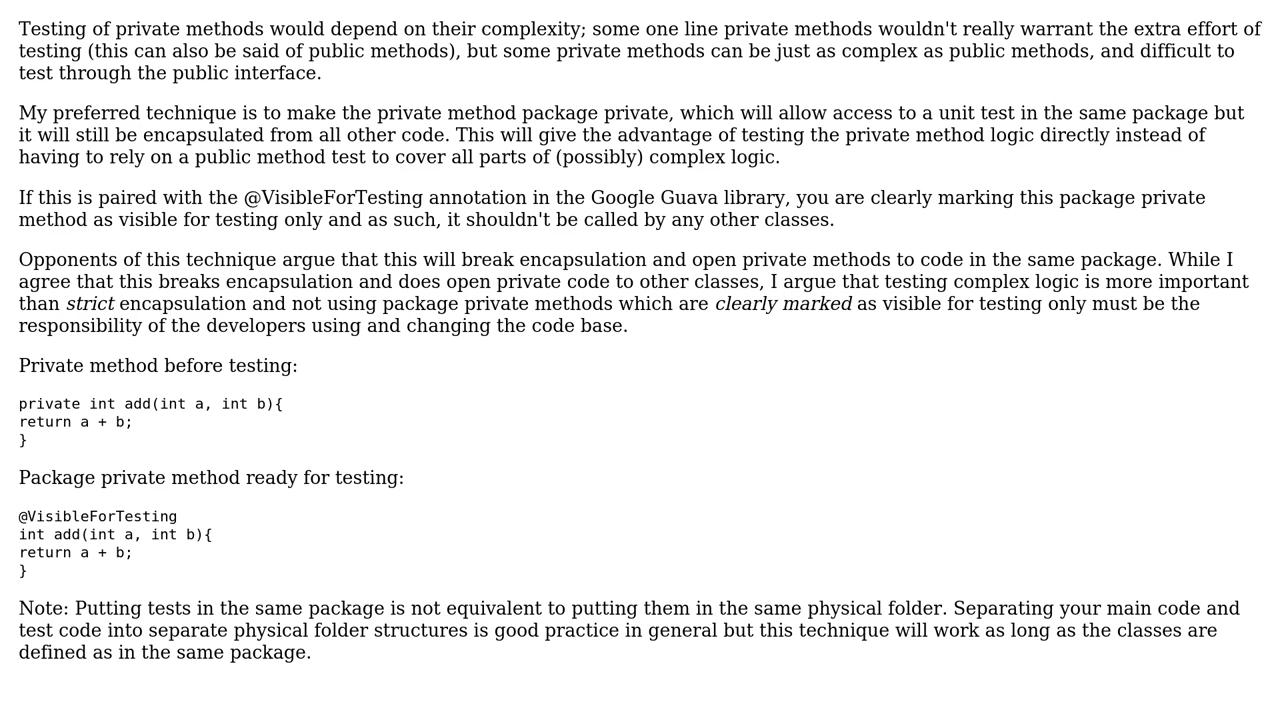 Testing of private methods would depend on their complexity; some one line private methods wouldn't really warrant the extra effort of
testing (this can also be said of public methods), but some private methods can be just as complex as public methods, and difficult to
test through the public interface.
My preferred technique is to make the private method package private, which will allow access to a unit test in the same package but
it will still be encapsulated from all other code. This will give the advantage of testing the private method logic directly instead of
having to rely on a public method test to cover all parts of (possibly) complex logic.
If this is paired with the @VisibleForTesting annotation in the Google Guava library, you are clearly marking this package private
method as visible for testing only and as such, it shouldn't be called by any other classes.
Opponents of this technique argue that this will break encapsulation and open private methods to code in the same package. While I
agree that this breaks encapsulation and does open private code to other classes, I argue that testing complex logic is more important
than strict encapsulation and not using package private methods which are clearly marked as visible for testing only must be the
responsibility of the developers using and changing the code base.
Private method before testing:
private int add(int a, int b){
return a + b;
}
Package private method ready for testing:
@VisibleForTesting
int add(int a, int b){
return a + b;
}
Note: Putting tests in the same package is not equivalent to putting them in the same physical folder. Separating your main code and
test code into separate physical folder structures is good practice in general but this technique will work as long as the classes are
defined as in the same package.